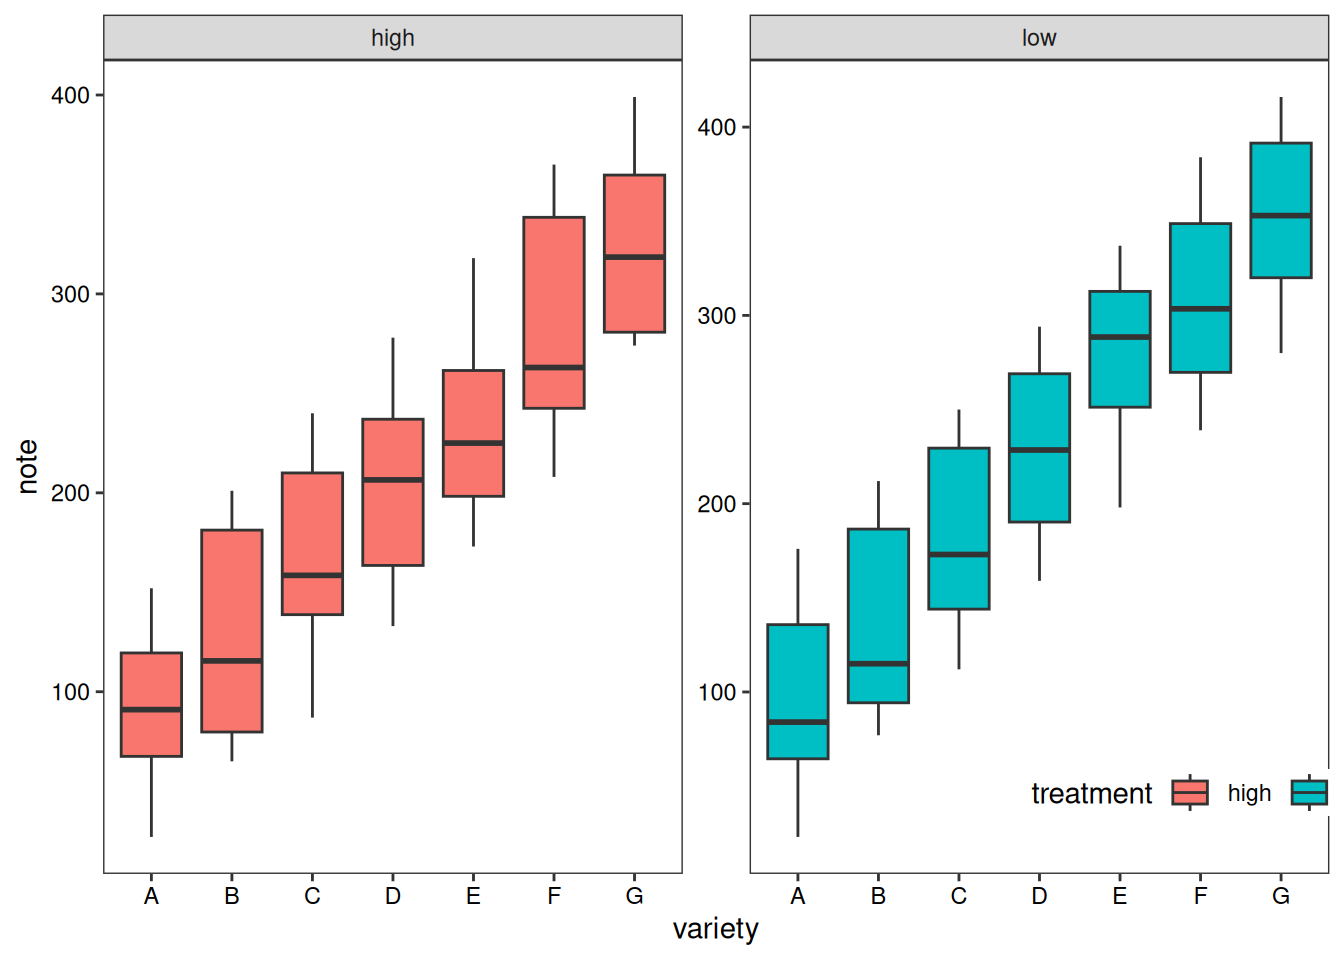 high
low
400
300
200
100
note
400
300
200
100
treatment high
A B C D E F G
A B C D E F G
variety